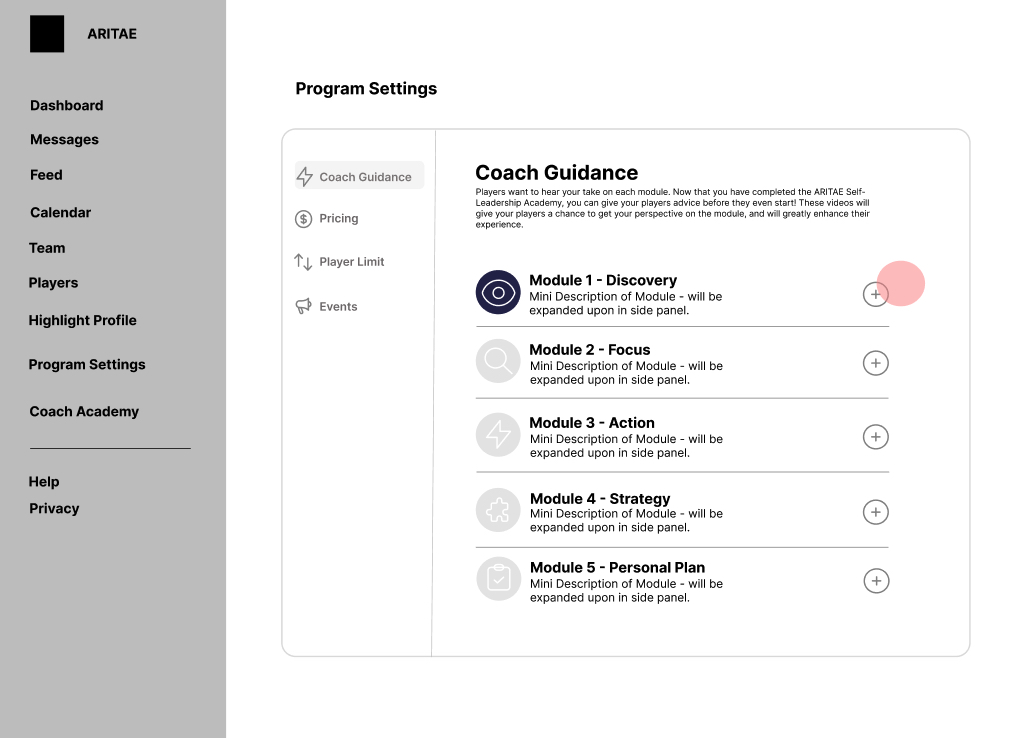 ARITAE
Dashboard
Messages
Feed
Calendar
Team
Players
Highlight Profile
Program Settings
Coach Academy
Help
Privacy
Program Settings
Coach Guidance
Pricing
Player Limit
Events
Coach Guidance
Players want to hear your take on each module. Now that you have completed the ARITAE Self-
Leadership Academy, you can give your players advice before they even start! These videos will
give your players a chance to get your perspective on the module, and will greatly enhance their
experience.
Module 1 - Discovery
Mini Description of Module - will be
expanded upon in side panel.
Module 2 - Focus
Mini Description of Module - will be
expanded upon in side panel.
Module 3 - Action
Mini Description of Module - will be
expanded upon in side panel.
Module 4 - Strategy
Mini Description of Module - will be
expanded upon in side panel.
Module 5 - Personal Plan
Mini Description of Module - will be
expanded upon in side panel.